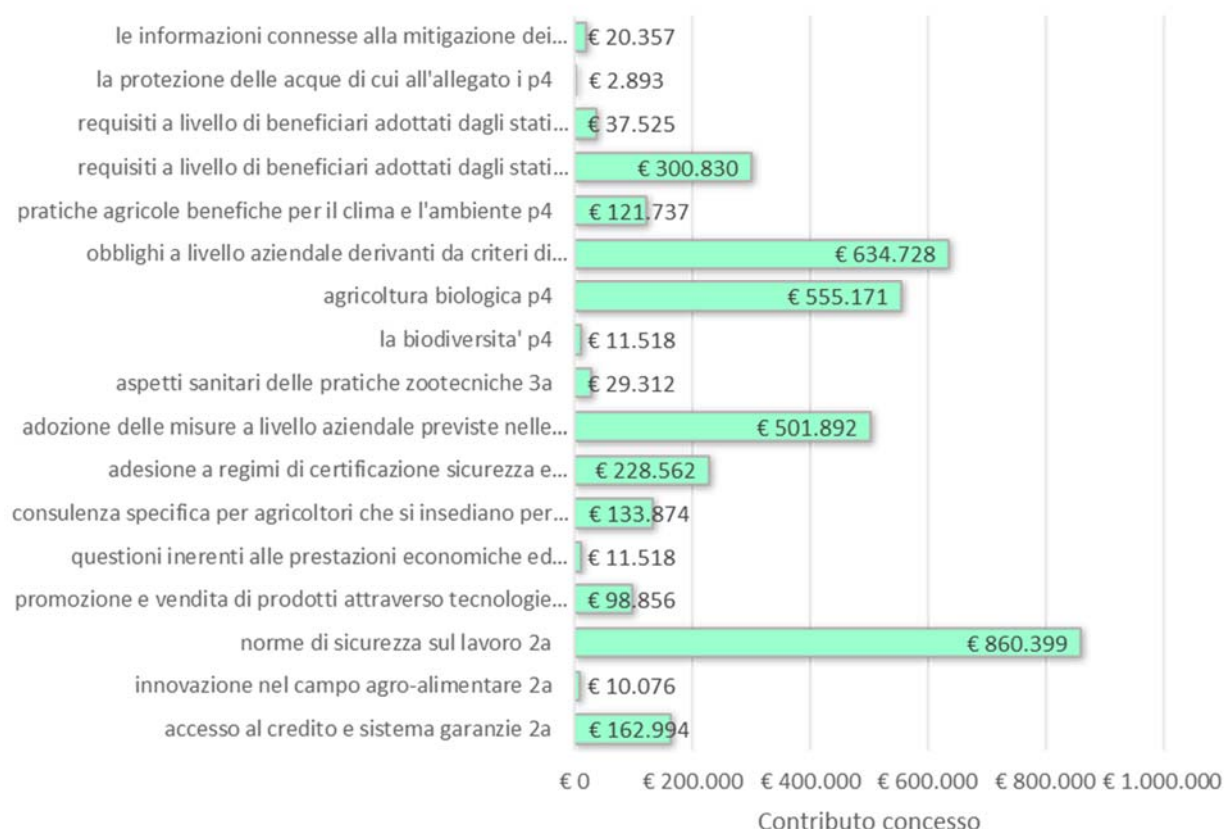 le informazioni connesse alla mitigazione dei... € 20.357
la protezione delle acque di cui all'allegato i p4 € 2.893
requisiti a livello di beneficiari adottati dagli stati... € 37.525
requisiti a livello di beneficiari adottati dagli stati... € 300.830
pratiche agricole benefiche per il clima e l'ambiente p4 € 121.737
obblighi a livello aziendale derivanti da criteri di... € 634.728
agricoltura biologica p4 € 555.171
la biodiversita' p4 € 11.518
aspetti sanitari delle pratiche zootecniche 3a € 29.312
adozione delle misure a livello aziendale previste nelle... € 501.892
adesione a regimi di certificazione sicurezza e... € 228.562
consulenza specifica per agricoltori che si insediano per... € 133.874
questioni inerenti alle prestazioni economiche ed... € 11.518
promozione e vendita di prodotti attraverso tecnologie... € 98.856
norme di sicurezza sul lavoro 2a € 860.399
innovazione nel campo agro-alimentare 2a € 10.076
accesso al credito e sistema garanzie 2a € 162.994
€ 0 € 200.000 € 400.000 € 600.000 € 800.000 € 1.000.000
Contributo concesso